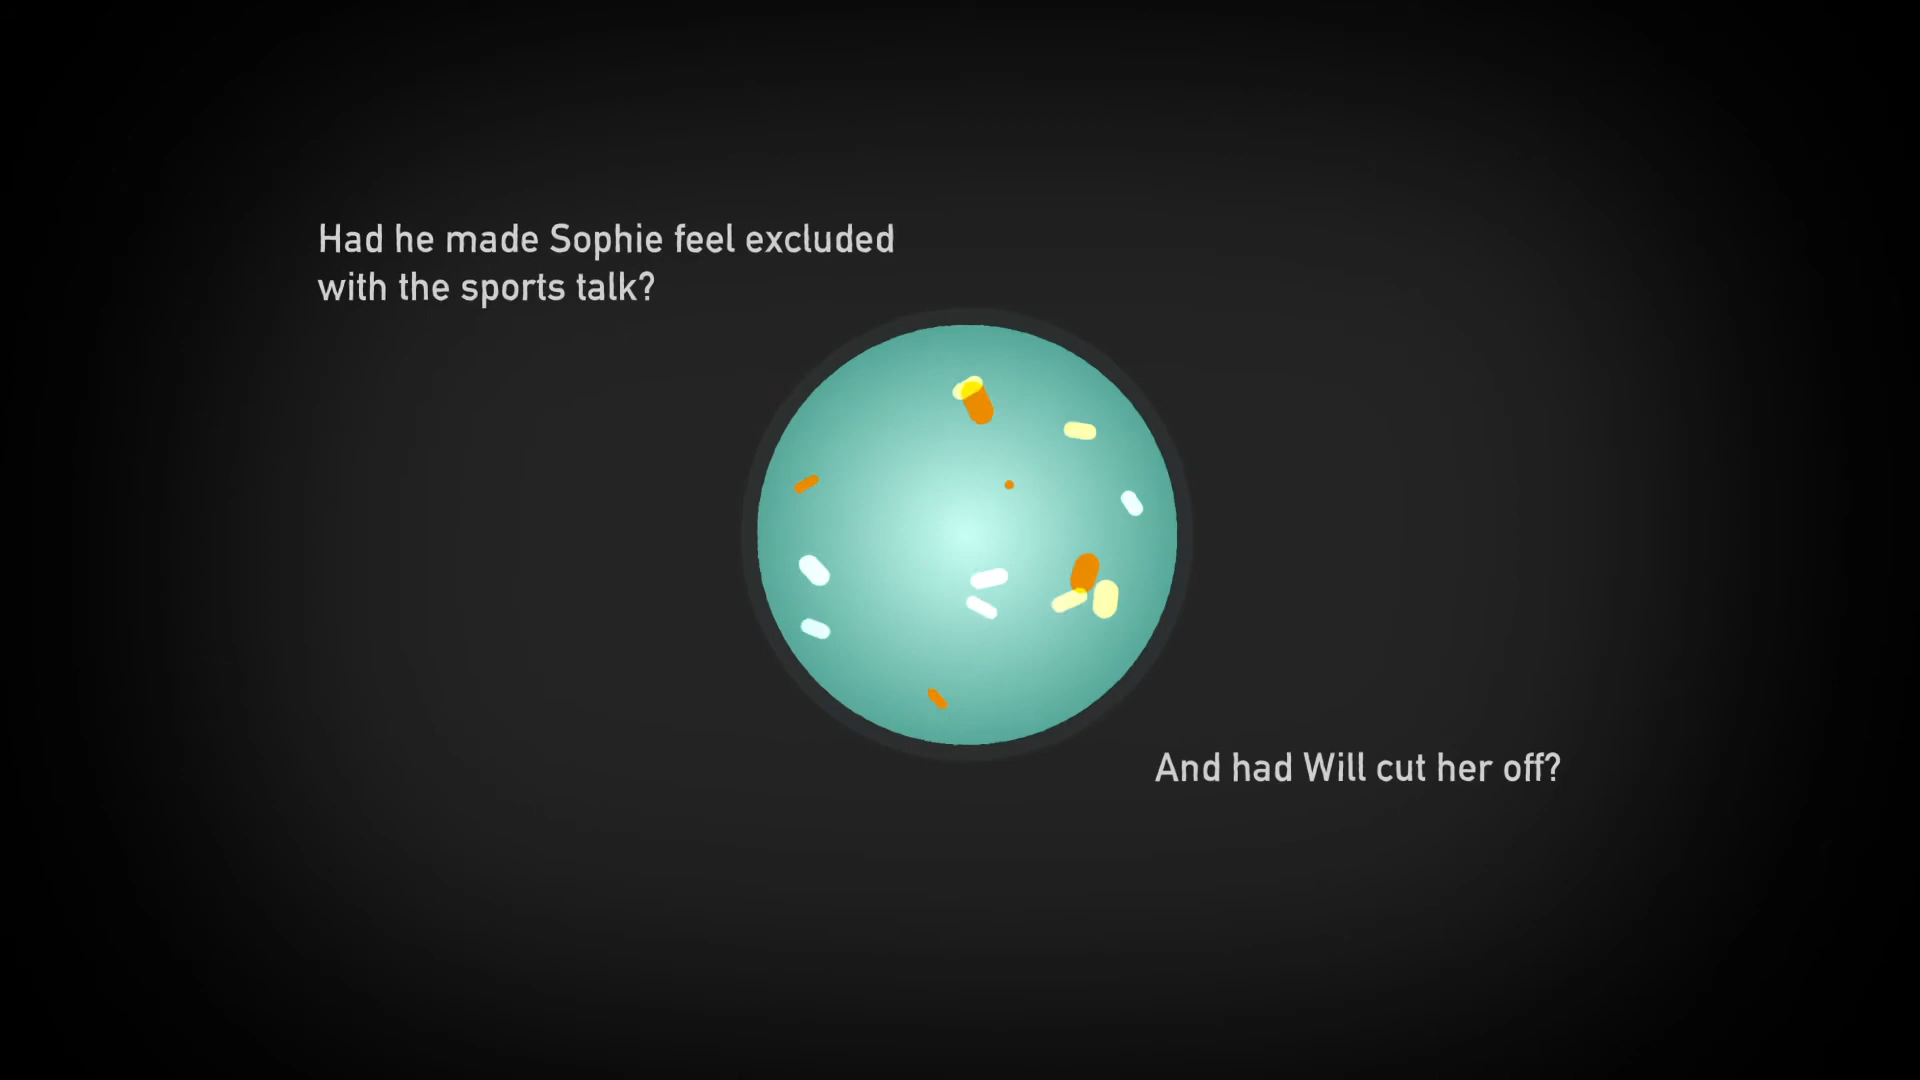 Had he made Sophie feel excluded
with the sports talk?
And had Will cut her off?